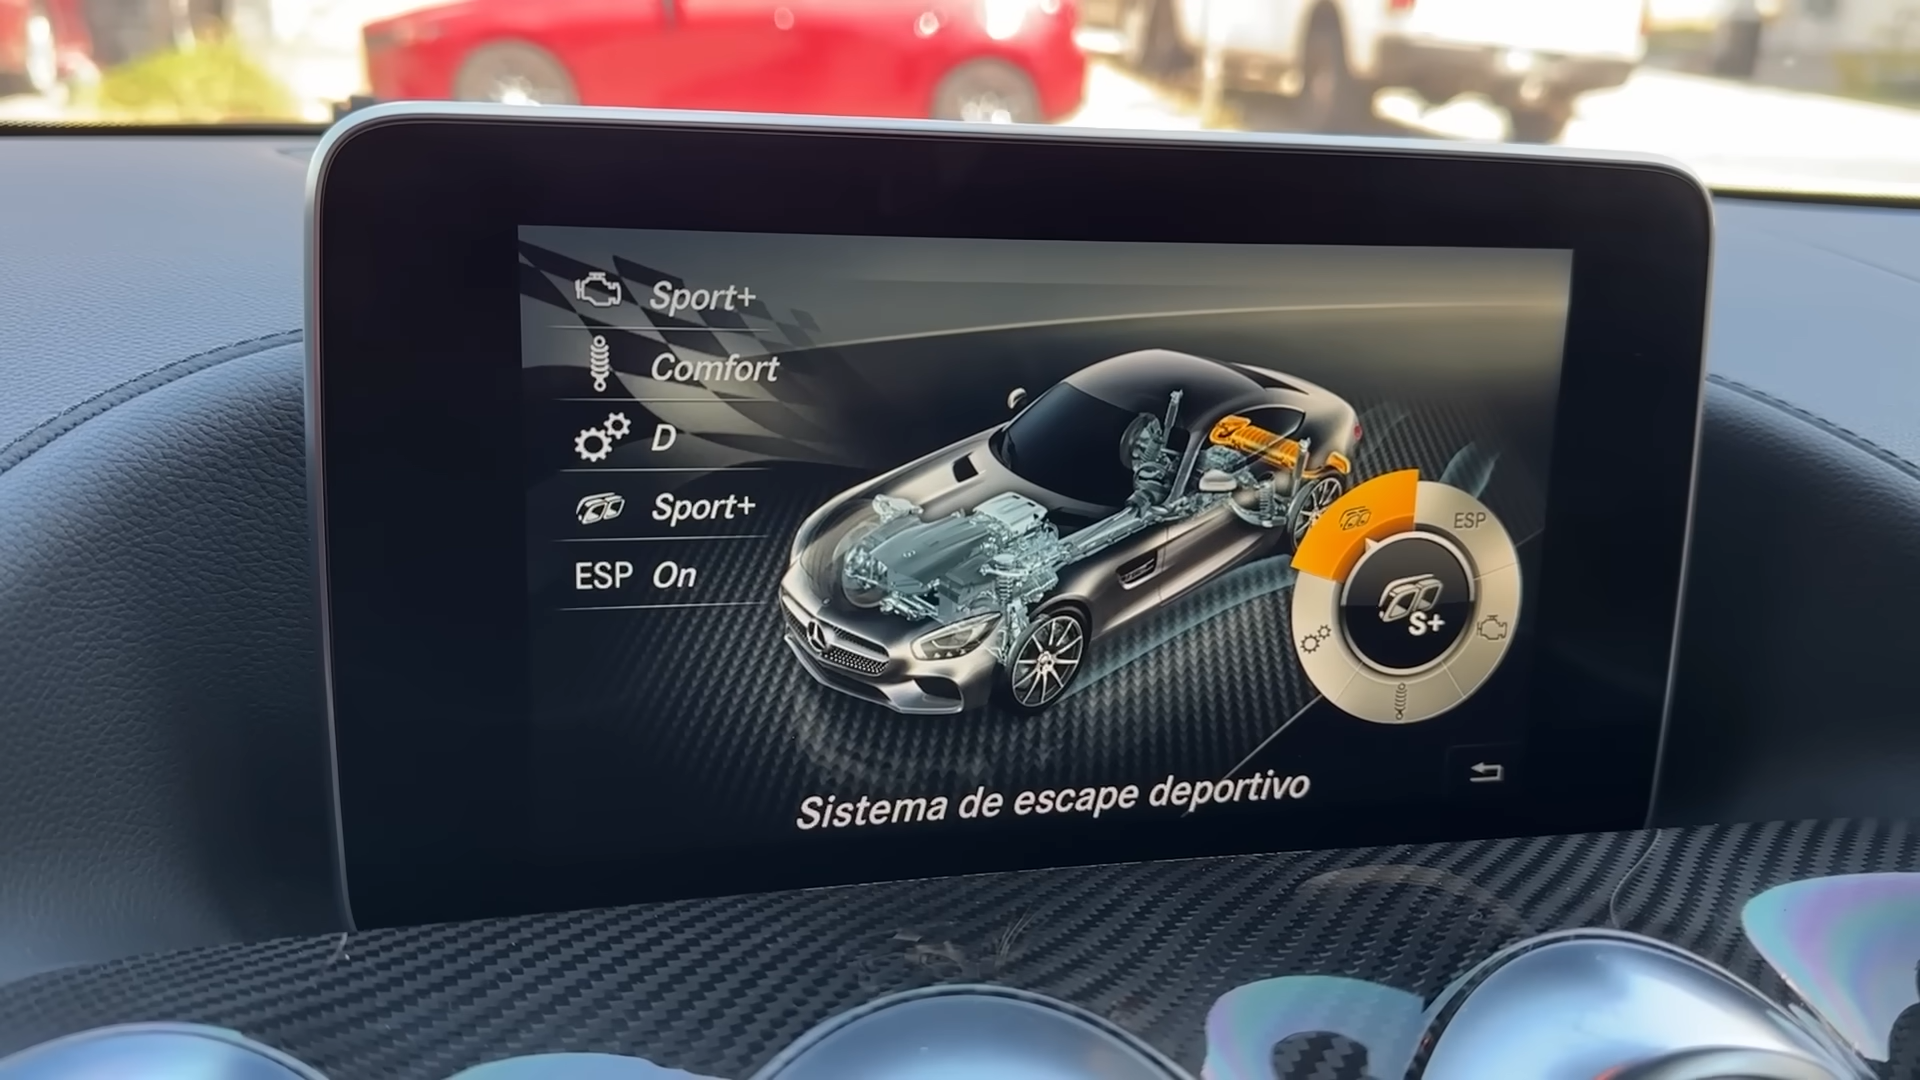 Sport+
Comfort
D
Sport+
ESP On
ESP
S+
Sistema de escape deportivo